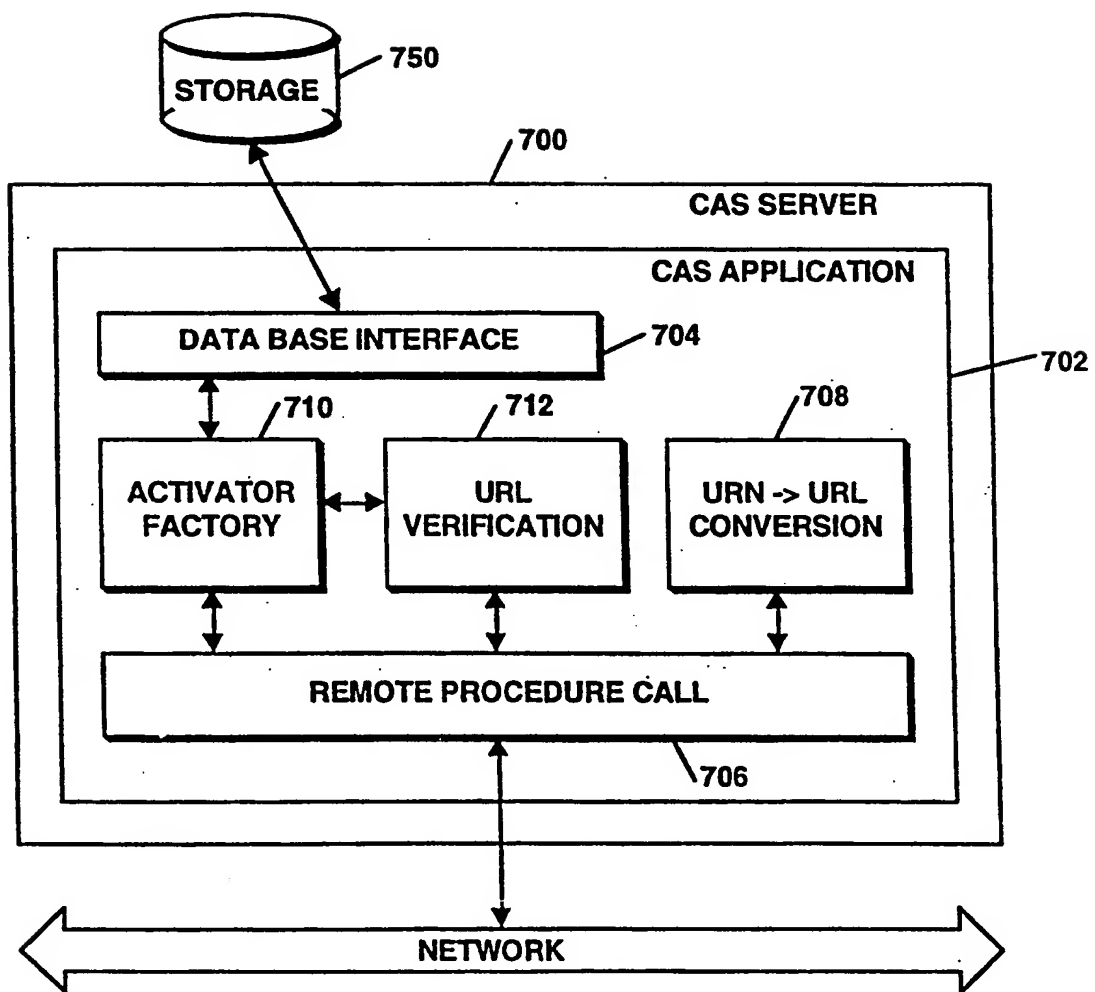 STORAGE
750
700
CAS SERVER
CAS APPLICATION
DATA BASE INTERFACE
704
702
710
712
708
ACTIVATOR
FACTORY
URL
VERIFICATION
URN -> URL
CONVERSION
REMOTE PROCEDURE CALL
706
NETWORK